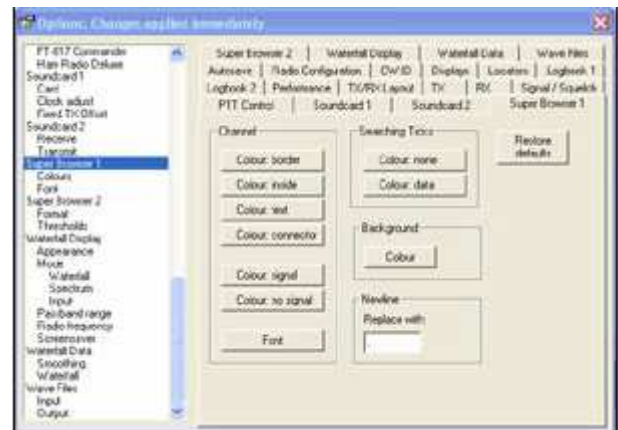 Options: Changes applied immediately
FT-817 Commander
Ham Radio Deluxe
Soundcard 1
Card
Clock adjust
Fixed TX Offset
Soundcard 2
Receive
Transmit
Super Browser 1
Colours
Font
Super Browser 2
Format
Thresholds
Waterfall Display
Appearance
Mode
Waterfall
Spectrum
Input
Passband range
Radio frequency
Screensaver
Waterfall Data
Smoothing
Waterfall
Wave Files
Input
Output
Super Browser 2 Waterfall Display Waterfall Data Wave Files
Autosave Radio Configuration CW ID Displays Locators Logbook 1
Logbook 2 Performance TX/RX Layout TX RX Signal / Squelch
PTT Control Soundcard 1 Soundcard 2 Super Browser 1
Channel
Colour: border
Colour: inside
Colour: text
Colour: connector
Colour: signal
Colour: no signal
Font
Searching Ticks
Colour: none
Colour: data
Background
Colour
Newline
Replace with:
Restore
defaults